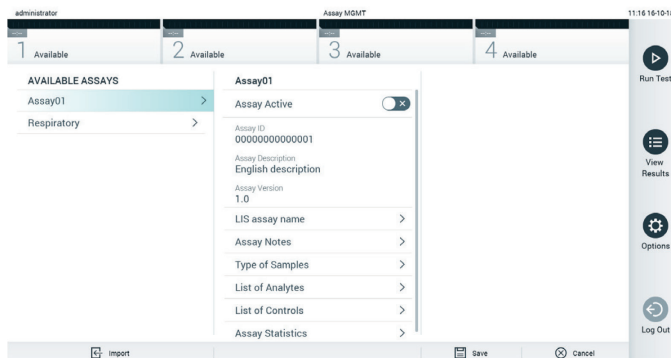 administrator
Assay MGMT
11:16 16-10-18
1 Available
2 Available
3 Available
4 Available
AVAILABLE ASSAYS
Assay01
Respiratory
Assay01
Assay Active
Assay ID
00000000000001
Assay Description
English description
Assay Version
1.0
LIS assay name
Assay Notes
Type of Samples
List of Analytes
List of Controls
Assay Statistics
Run Test
View
Results
Options
Log Out
Import
Save
Cancel